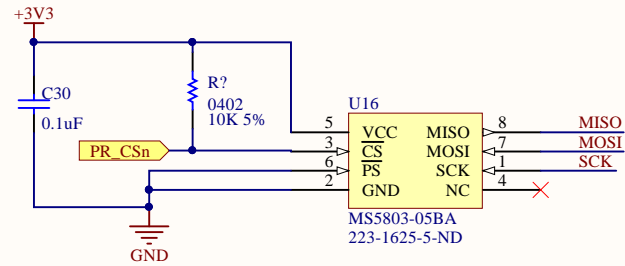 +3V3
C30
0.1uF
R?
0402
10K 5%
PR_CSn
U16
5 VCC MISO 8 MISO
3 CS MOSI 7 MOSI
6 PS SCK 1 SCK
2 GND NC 4
MS5803-05BA
223-1625-5-ND
GND